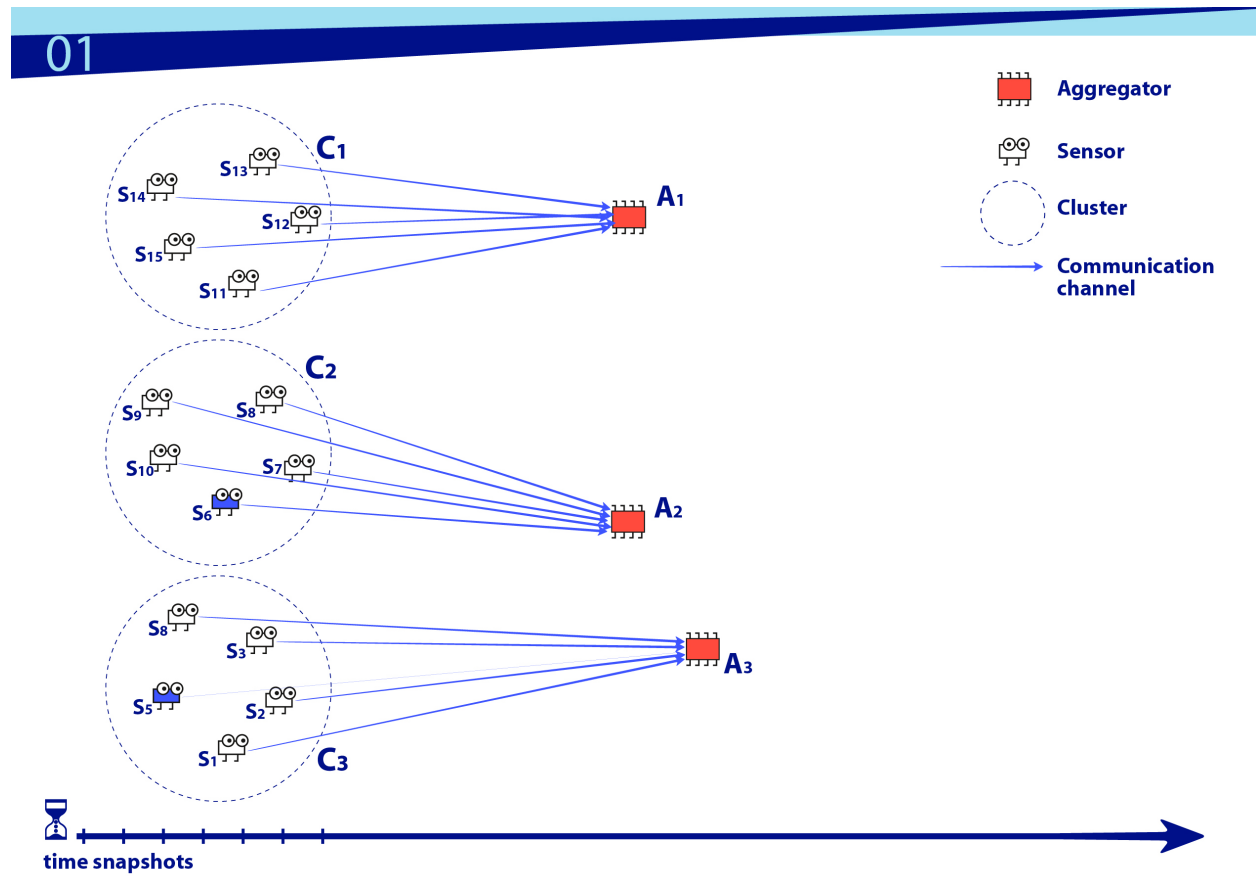 01
Aggregator
Sensor
Cluster
Communication
channel
C1
S13
S14
S12
S15
S11
A1
C2
S9
S8
S10
S7
S6
A2
S8
S3
S5
S2
S1
C3
A3
time snapshots